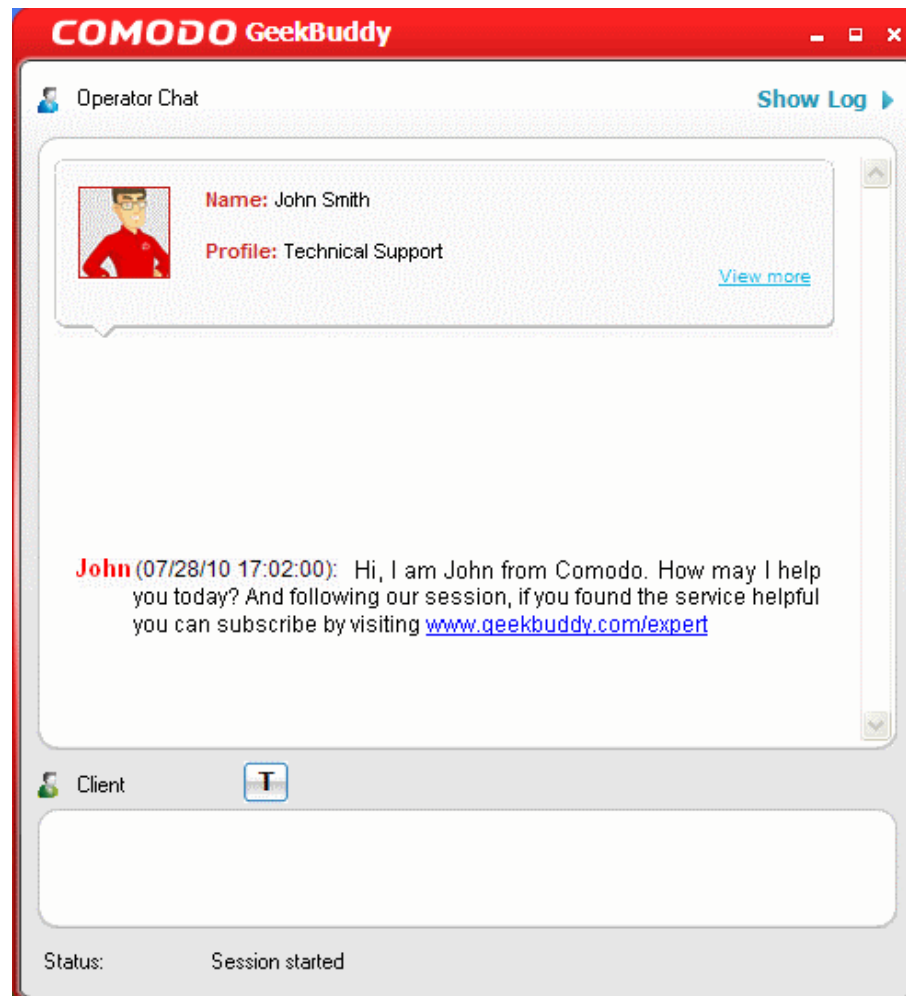 COMODO GeekBuddy
Operator Chat
Show Log
Name: John Smith
Profile: Technical Support
View more
John (07/28/10 17:02:00): Hi, I am John from Comodo. How may I help
you today? And following our session, if you found the service helpful
you can subscribe by visiting www.geekbuddy.com/expert
Client
T
Status: Session started